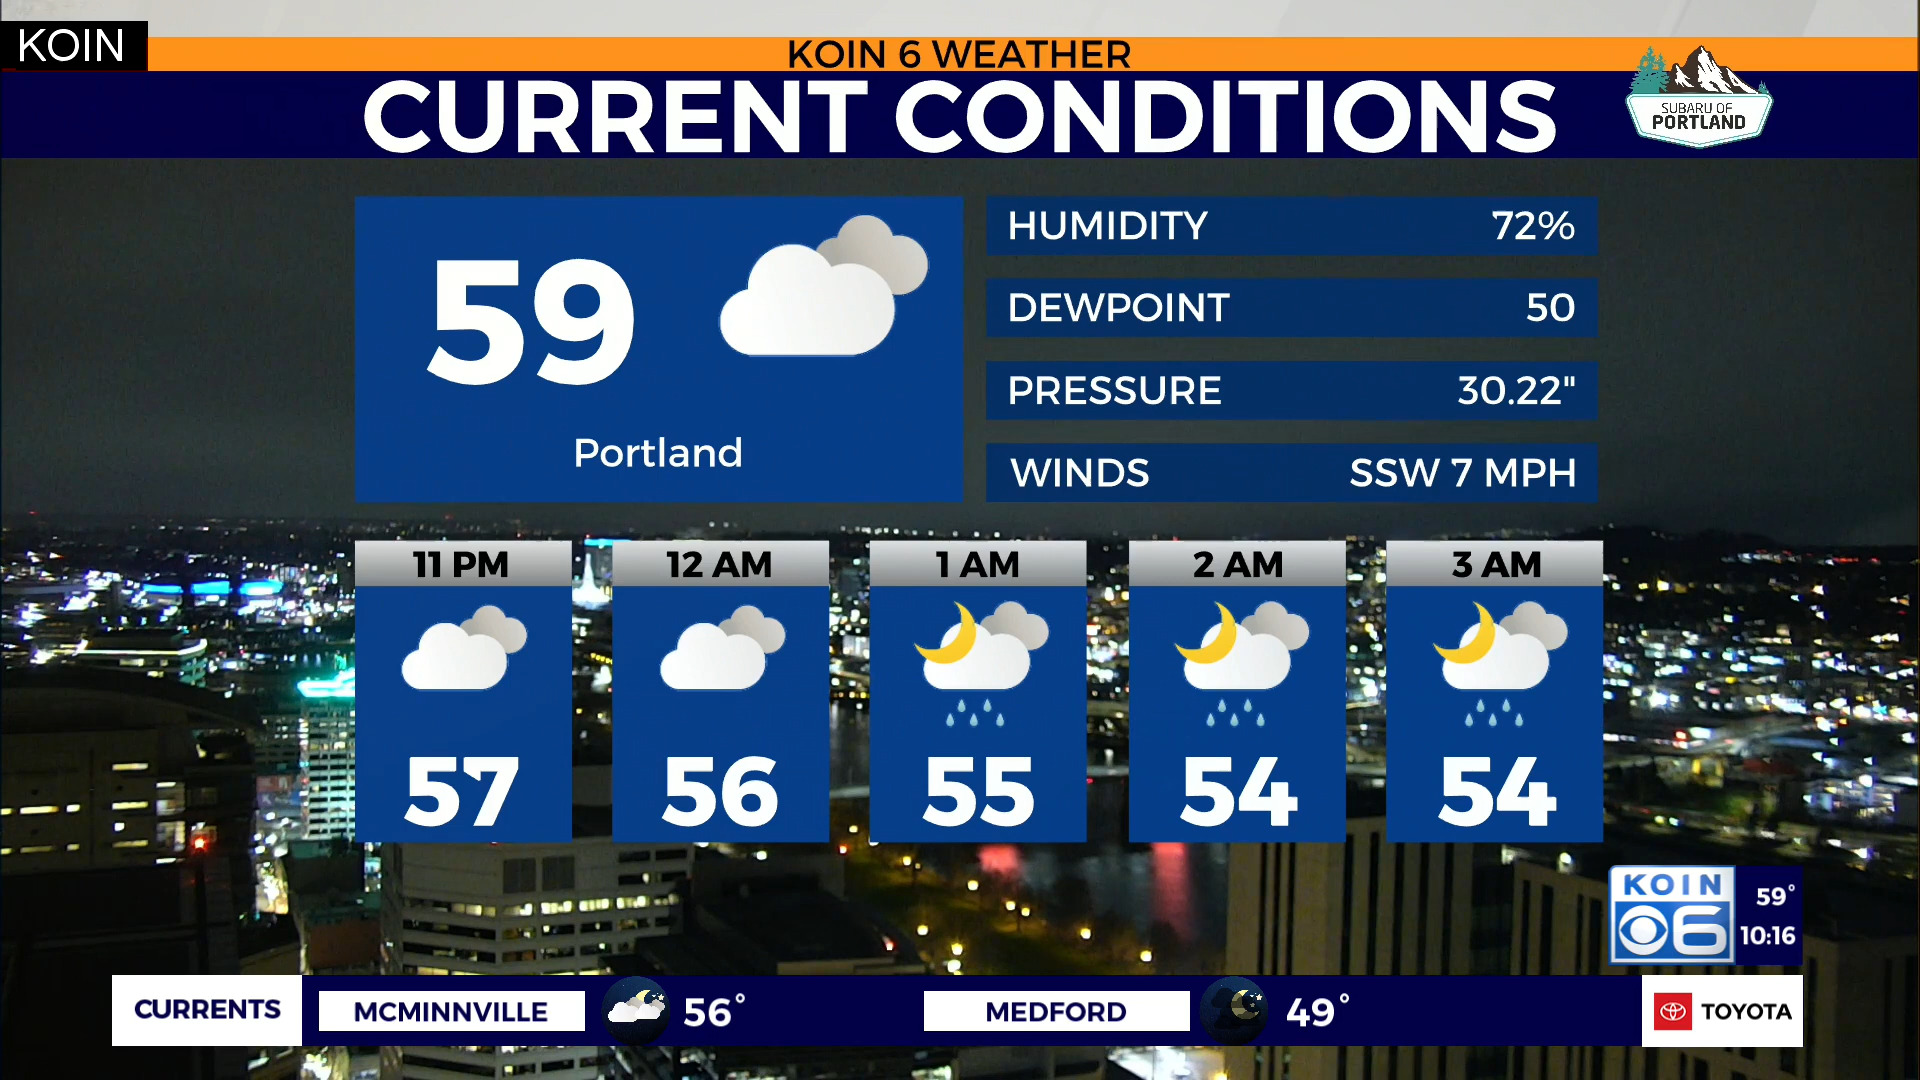 KOIN
KOIN 6 WEATHER
CURRENT CONDITIONS
SUBARU OF
PORTLAND
59
Portland
HUMIDITY 72%
DEWPOINT 50
PRESSURE 30.22"
WINDS SSW 7 MPH
11 PM 12 AM 1 AM 2 AM 3 AM
57 56 55 54 54
KOIN
6
59°
10:16
CURRENTS MCMINNVILLE 56° MEDFORD 49° TOYOTA